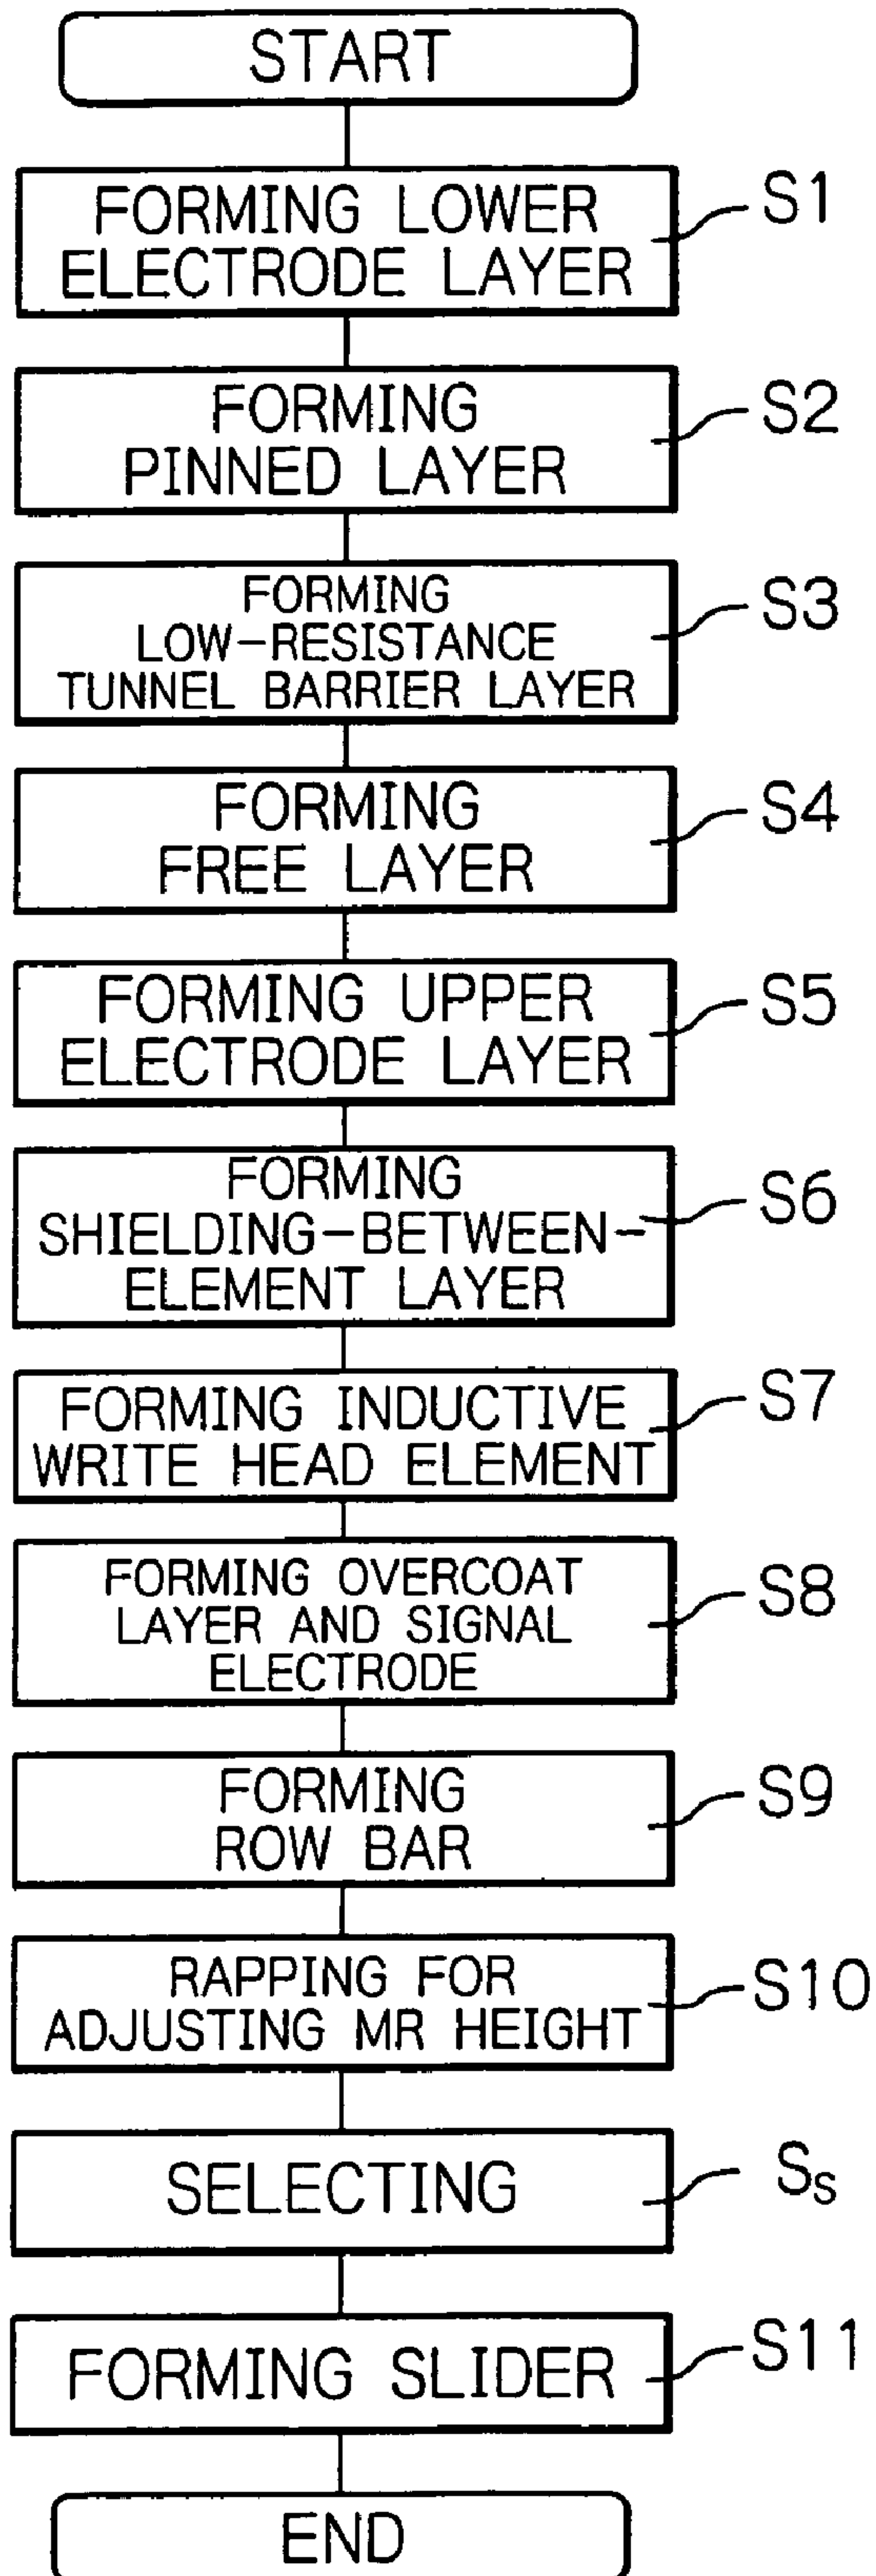 START
FORMING LOWER
ELECTRODE LAYER
S1
FORMING
PINNED LAYER
S2
FORMING
LOW-RESISTANCE
TUNNEL BARRIER LAYER
S3
FORMING
FREE LAYER
S4
FORMING UPPER
ELECTRODE LAYER
S5
FORMING
SHIELDING-BETWEEN-
ELEMENT LAYER
S6
FORMING INDUCTIVE
WRITE HEAD ELEMENT
S7
FORMING OVERCOAT
LAYER AND SIGNAL
ELECTRODE
S8
FORMING
ROW BAR
S9
RAPPING FOR
ADJUSTING MR HEIGHT
S10
SELECTING
Ss
FORMING SLIDER
S11
END